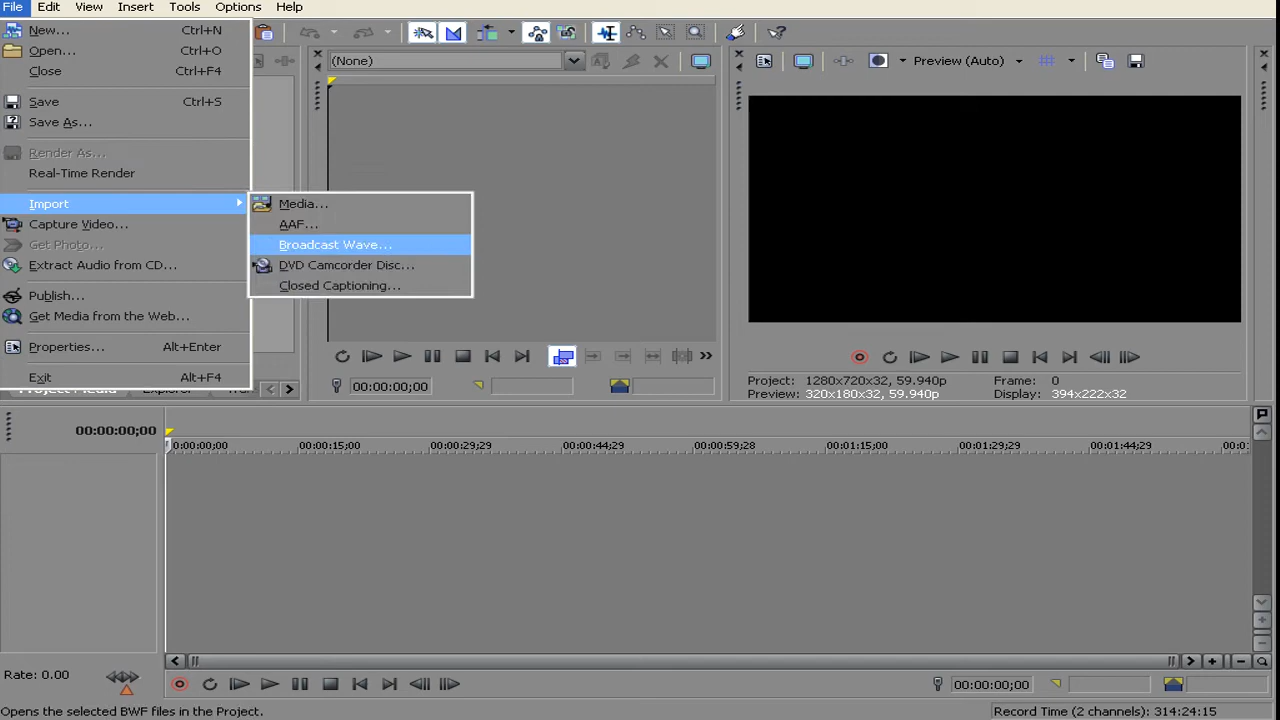 File Edit View Insert Tools Options Help
New... Ctrl+N
Open... Ctrl+O
Close Ctrl+F4
Save Ctrl+S
Save As...
Render As...
Real-Time Render
Import
Capture Video...
Get Photo...
Extract Audio from CD...
Publish...
Get Media from the Web...
Properties... Alt+Enter
Exit Alt+F4
Media...
AAF...
Broadcast Wave...
DVD Camcorder Disc...
Closed Captioning...
(None)
Preview (Auto)
00:00:00;00
Project: 1280x720x32, 59.940p Frame: 0
Preview: 320x180x32, 59.940p Display: 394x222x32
Project Media Explorer
00:00:00;00
0:00:00;00 00:00:15;00 00:00:29;29 00:00:44;29 00:00:59;28 00:01:15;00 00:01:29;29 00:01:44;29
Rate: 0.00
00:00:00;00
Opens the selected BWF files in the Project. Record Time (2 channels): 314:24:15